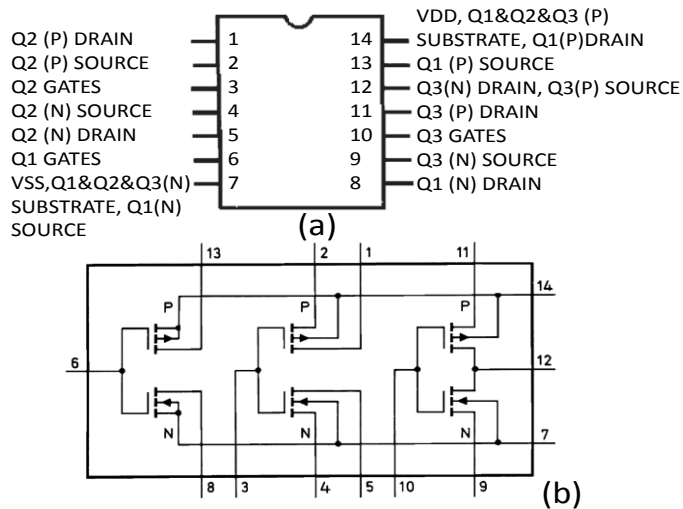 Q2 (P) DRAIN
Q2 (P) SOURCE
Q2 GATES
Q2 (N) SOURCE
Q2 (N) DRAIN
Q1 GATES
VSS,Q1&Q2&Q3(N)
SUBSTRATE, Q1(N)
SOURCE
1
2
3
4
5
6
7
14
13
12
11
10
9
8
VDD, Q1&Q2&Q3 (P)
SUBSTRATE, Q1(P)DRAIN
Q1 (P) SOURCE
Q3(N) DRAIN, Q3(P) SOURCE
Q3 (P) DRAIN
Q3 GATES
Q3 (N) SOURCE
Q1 (N) DRAIN
(a)
13 2 1 11
14
P P P
6 12
N N N
7
8 3 4 5 10 9
(b)